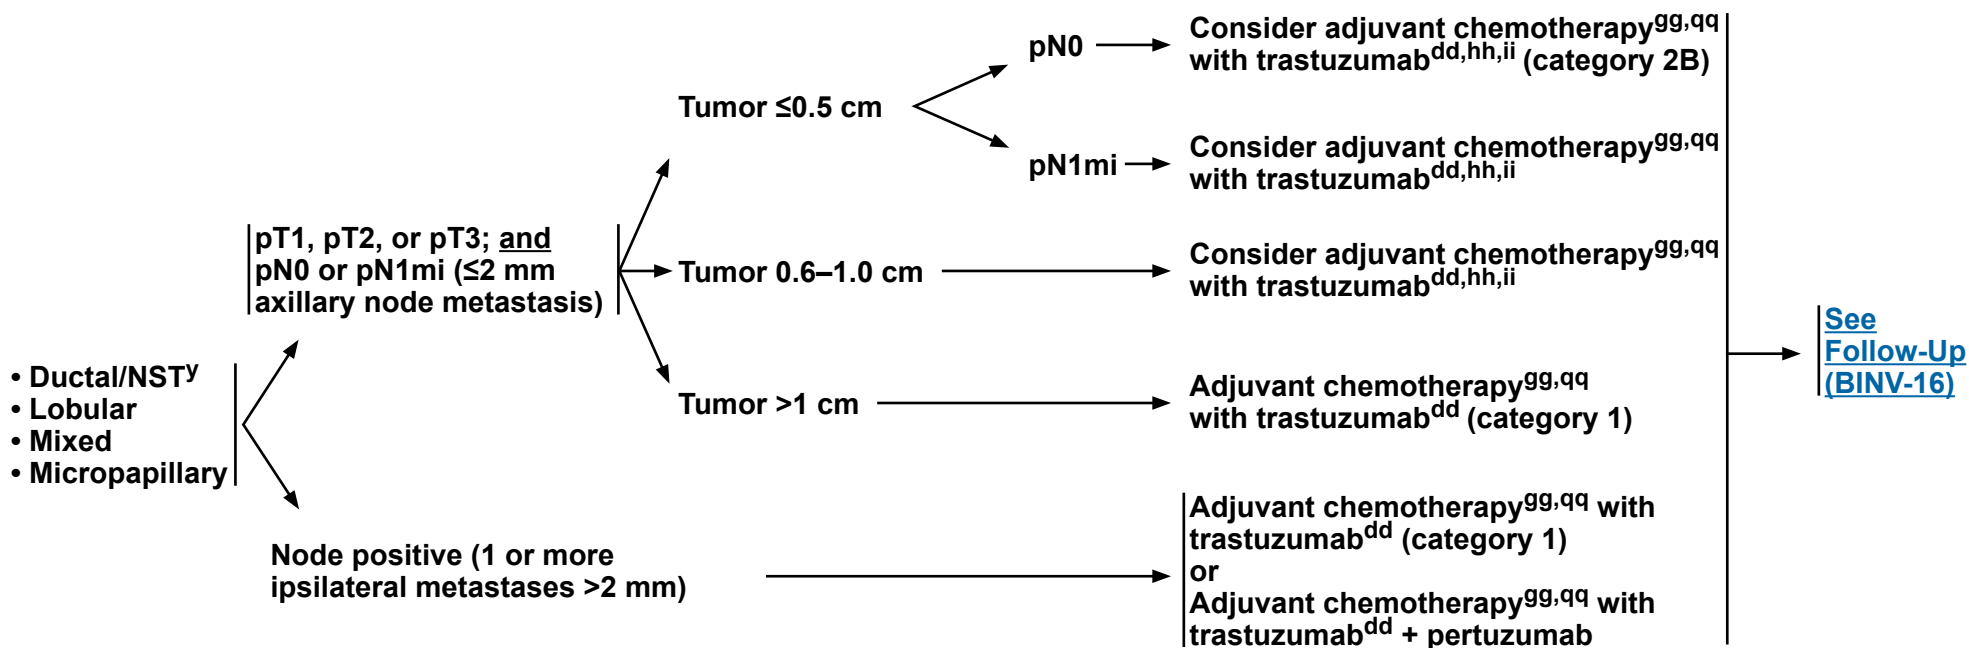 • Ductal/NSTy
• Lobular
• Mixed
• Micropapillary
pT1, pT2, or pT3; and
pN0 or pN1mi (≤2 mm
axillary node metastasis)
Tumor ≤0.5 cm
pN0
Consider adjuvant chemotherapygg,qq
with trastuzumabdd,hh,ii (category 2B)
pN1mi
Consider adjuvant chemotherapygg,qq
with trastuzumabdd,hh,ii
Tumor 0.6–1.0 cm
Consider adjuvant chemotherapygg,qq
with trastuzumabdd,hh,ii
Tumor >1 cm
Adjuvant chemotherapygg,qq
with trastuzumabdd (category 1)
Node positive (1 or more
ipsilateral metastases >2 mm)
Adjuvant chemotherapygg,qq with
trastuzumabdd (category 1)
or
Adjuvant chemotherapygg,qq with
trastuzumabdd + pertuzumab
See
Follow-Up
(BINV-16)